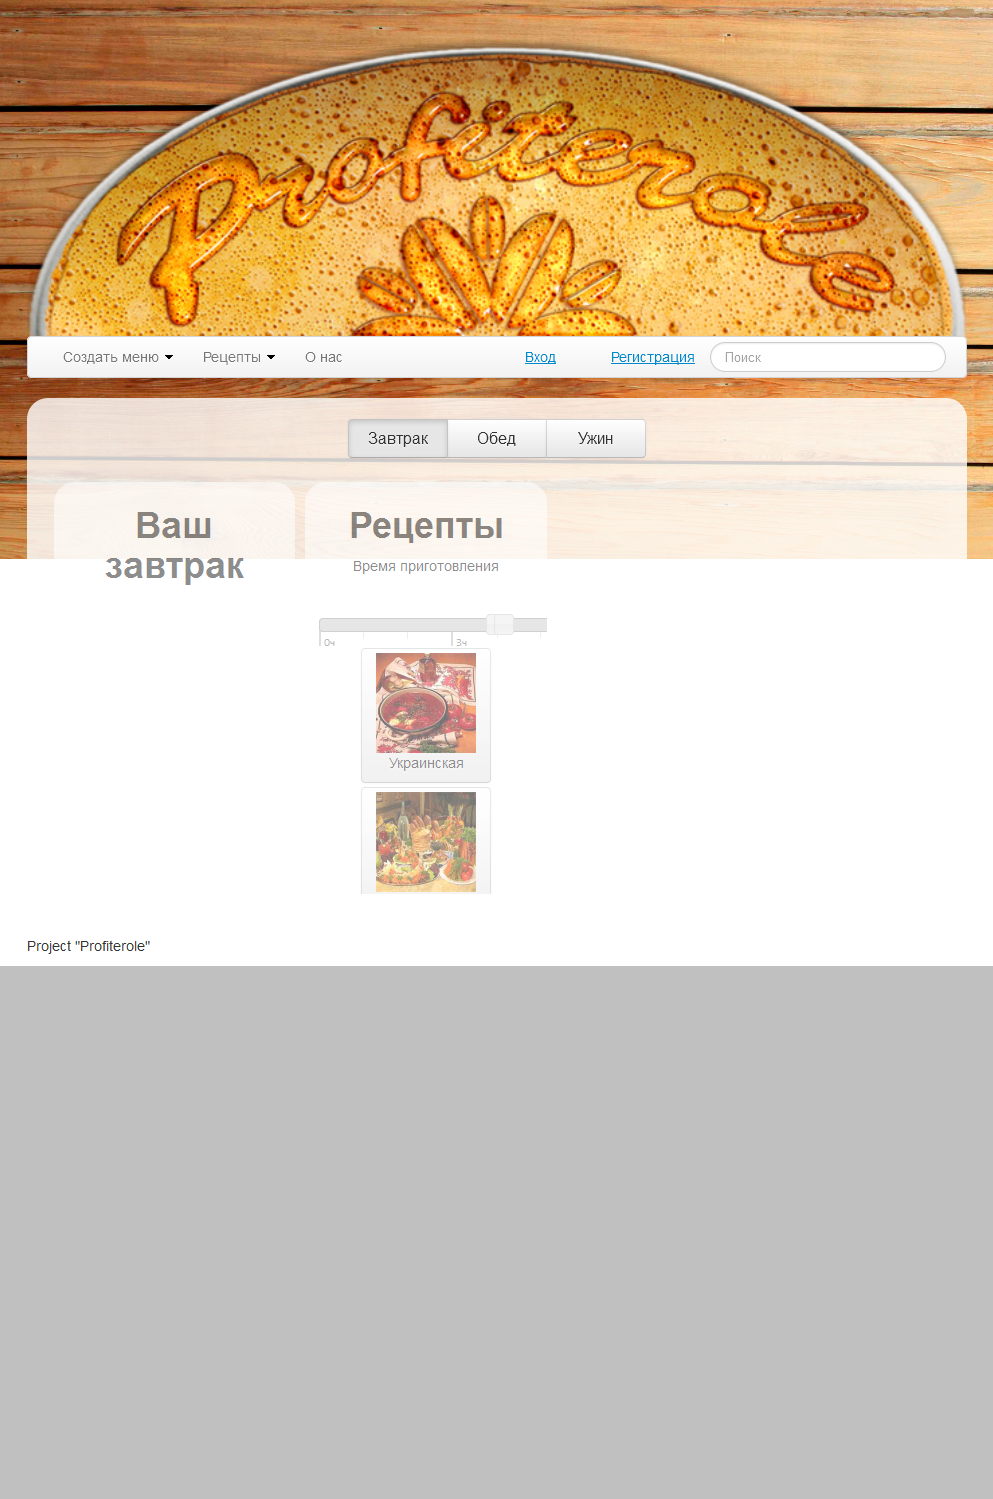 Profiterole
Создать меню
Рецепты
О нас
Вход
Регистрация
Поиск
Завтрак
Обед
Ужин
Ваш
завтрак
Рецепты
Время приготовления
0ч
3ч
Украинская
Project "Profiterole"